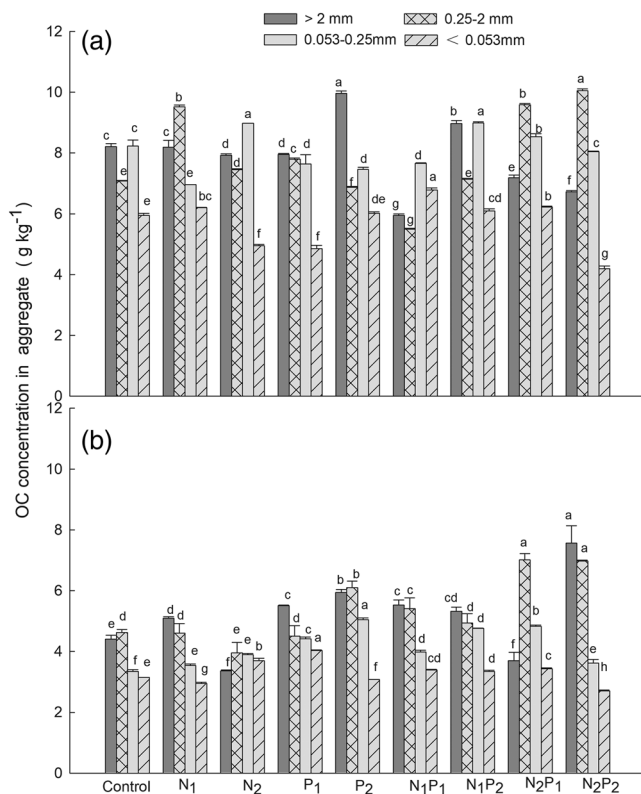 > 2 mm
0.25-2 mm
0.053-0.25mm
< 0.053mm
(a)
12
10
8
6
4
2
0
c e c e
c b e bc
d d a f
d c d f
a f d de
g g d a
b e a cd
e a b b
f a c g
OC concentration in aggregate ( g kg-1)
(b)
12
10
8
6
4
2
0
e d f e
d d e g
f e e b
c d d a
b b a f
c c d cd
cd d d d
f a b c
a a e h
Control N1 N2 P1 P2 N1P1 N1P2 N2P1 N2P2